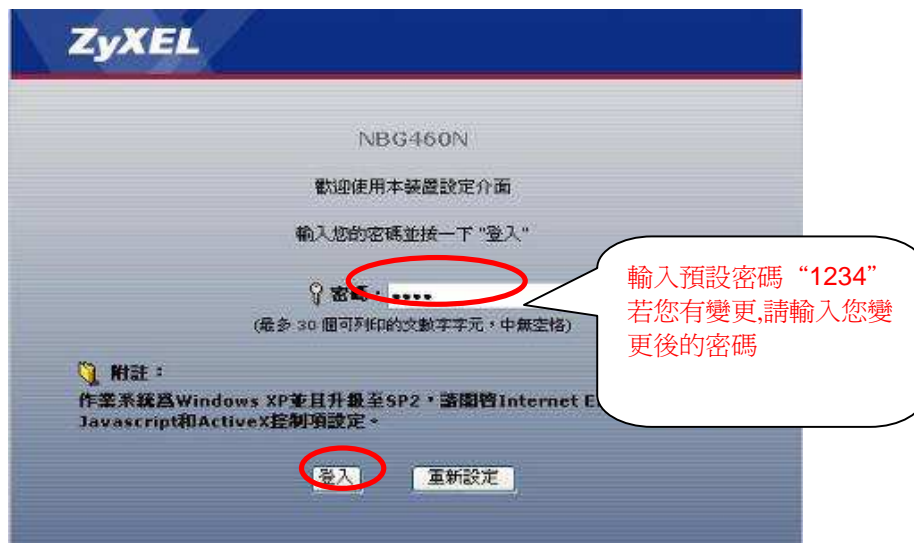 ZyXEL
NBG460N
歡迎使用本裝置設定介面
輸入您的密碼並按一下 "登入"
密碼：••••
(最多 30 個可列印的文數字字元，中無空格)
輸入預設密碼“1234”
若您有變更,請輸入您變
更後的密碼
附註：
作業系統為Windows XP並且升級至SP2，請開啟Internet E
Javascript和ActiveX控制項設定。
登入
重新設定